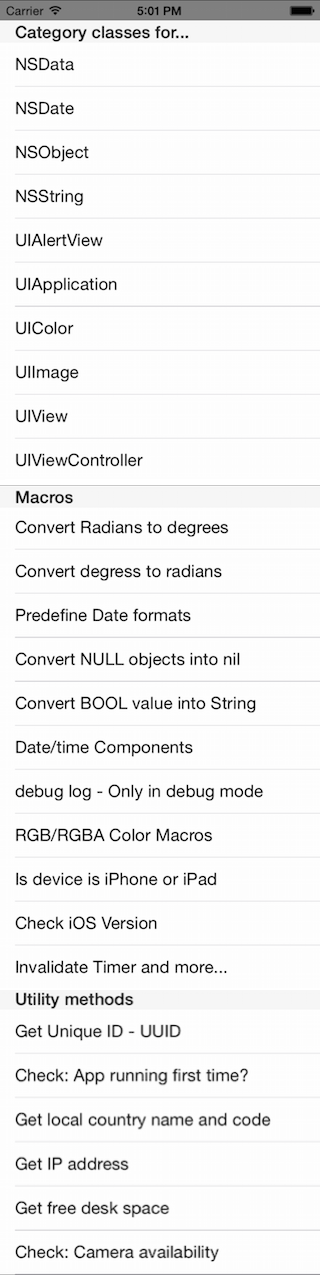 Carrier 5:01 PM
Category classes for...
NSData
NSDate
NSObject
NSString
UIAlertView
UIApplication
UIColor
UIImage
UIView
UIViewController
Macros
Convert Radians to degrees
Convert degress to radians
Predefine Date formats
Convert NULL objects into nil
Convert BOOL value into String
Date/time Components
debug log - Only in debug mode
RGB/RGBA Color Macros
Is device is iPhone or iPad
Check iOS Version
Invalidate Timer and more...
Utility methods
Get Unique ID - UUID
Check: App running first time?
Get local country name and code
Get IP address
Get free desk space
Check: Camera availability